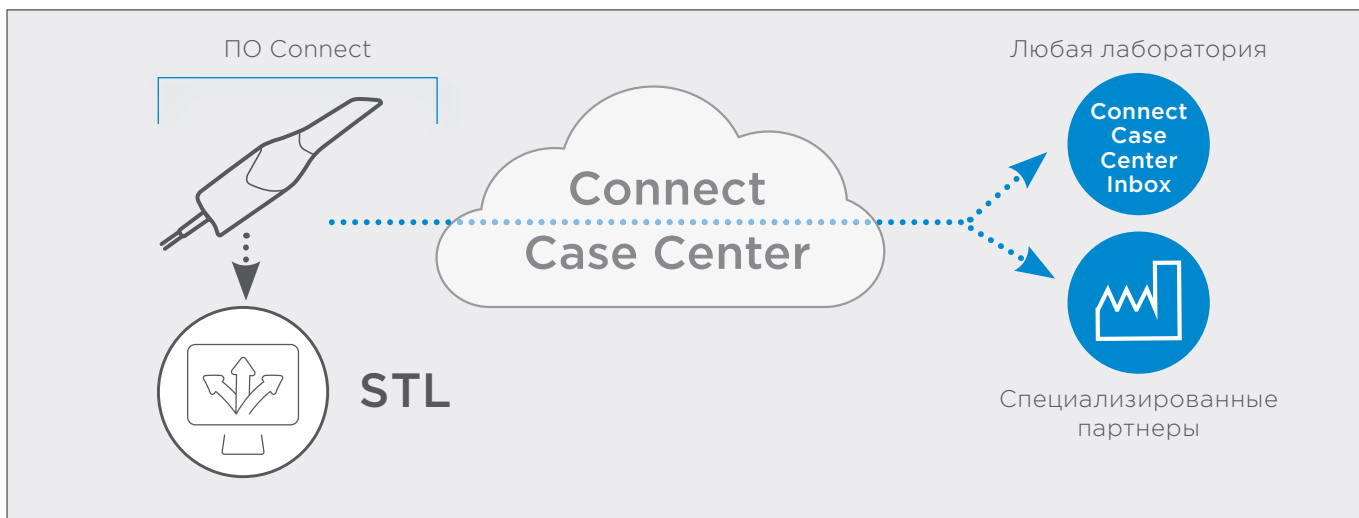 ПО Connect
Connect
Case Center
STL
Любая лаборатория
Connect
Case
Center
Inbox
Специализированные
партнеры